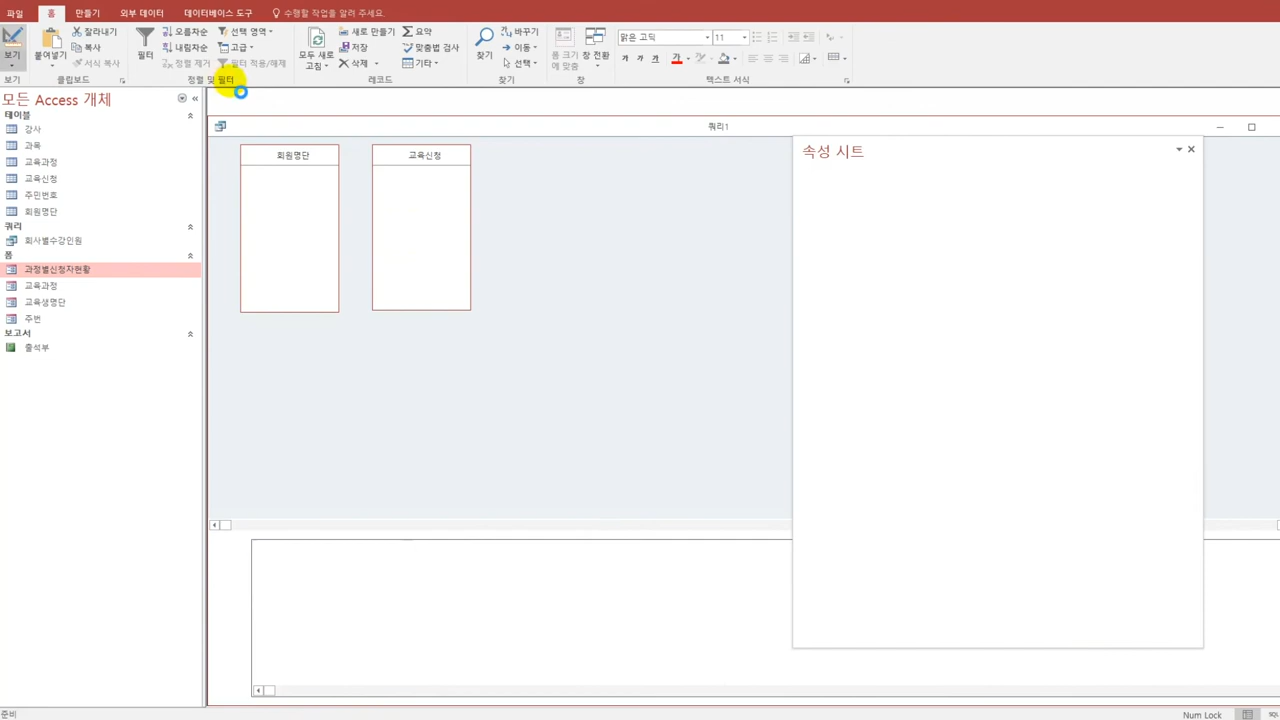 파일 홈 만들기 외부 데이터 데이터베이스 도구 수행할 작업을 알려 주세요.
보기
보기
붙여넣기
잘라내기
복사
서식 복사
클립보드
필터
오름차순
내림차순
정렬 제거
선택 영역
고급
필터 적용/해제
정렬 및 필터
모두 새로
고침
새로 만들기
저장
삭제
요약
맞춤법 검사
기타
레코드
찾기
바꾸기
이동
선택
찾기
폼 크기
에 맞춤
창 전환
창
맑은 고딕 11
가 가 가
가
텍스트 서식
모든 Access 개체
테이블
강사
과목
교육과정
교육신청
주민번호
회원명단
쿼리
회사별수강인원
폼
과정별신청자현황
교육과정
교육생명단
주번
보고서
출석부
쿼리1
회원명단
교육신청
속성 시트
준비
Num Lock
SQL